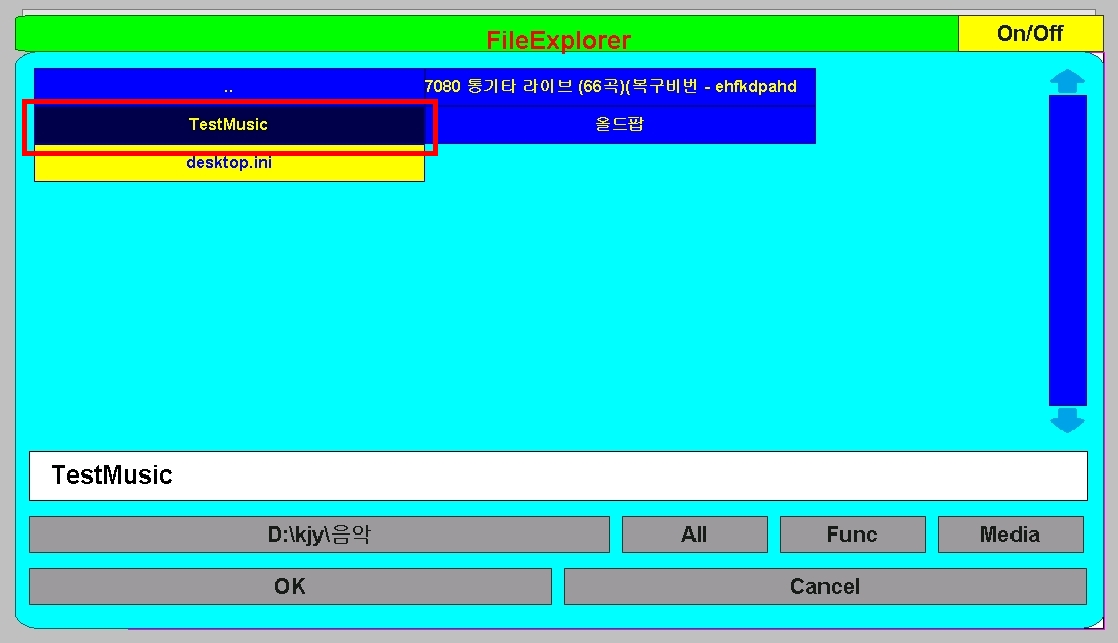 FileExplorer
On/Off
..
7080 통기타 라이브 (66곡)(복구비번 - ehfkdpahd
TestMusic
올드팝
desktop.ini
TestMusic
D:\kjy\음악
All
Func
Media
OK
Cancel